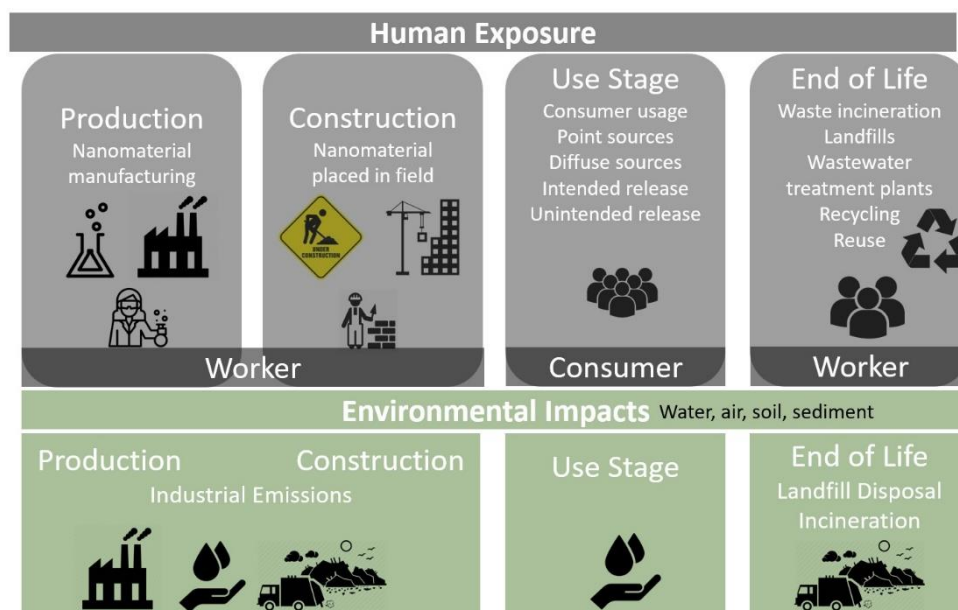 Human Exposure
Production
Nanomaterial
manufacturing
Construction
Nanomaterial
placed in field
UNDER
CONSTRUCTION
Worker
Use Stage
Consumer usage
Point sources
Diffuse sources
Intended release
Unintended release
Consumer
End of Life
Waste incineration
Landfills
Wastewater
treatment plants
Recycling
Reuse
Worker
Environmental Impacts Water, air, soil, sediment
Production
Construction
Industrial Emissions
Use Stage
End of Life
Landfill Disposal
Incineration